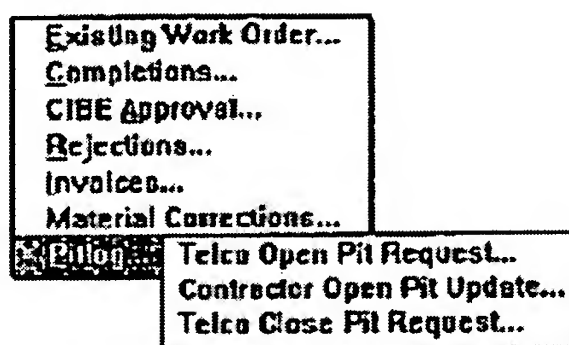 Existing Work Order...
Completions...
CIBE Approval...
Rejections...
Invoices...
Material Corrections...
Pitlog
Telco Open Pit Request...
Contractor Open Pit Update...
Telco Close Pit Request...